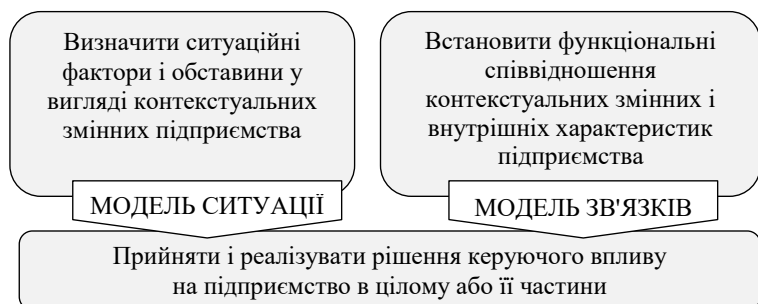 Визначити ситуаційні
фактори і обставини у
вигляді контекстуальних
змінних підприємства
МОДЕЛЬ СИТУАЦІЇ
Встановити функціональні
співвідношення
контекстуальних змінних і
внутрішніх характеристик
підприємства
МОДЕЛЬ ЗВ'ЯЗКІВ
Прийняти і реалізувати рішення керуючого впливу
на підприємство в цілому або її частини